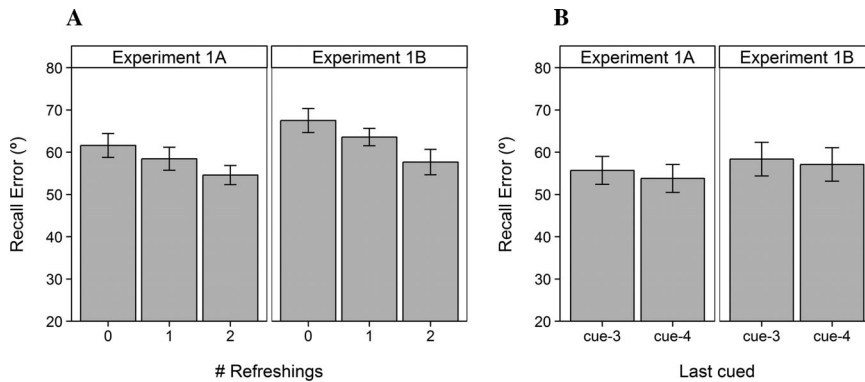 A
Experiment 1A
Experiment 1B
Recall Error (º)
80
70
60
50
40
30
20
0
1
2
0
1
2
# Refreshings
B
Experiment 1A
Experiment 1B
Recall Error (º)
80
70
60
50
40
30
20
cue-3
cue-4
cue-3
cue-4
Last cued